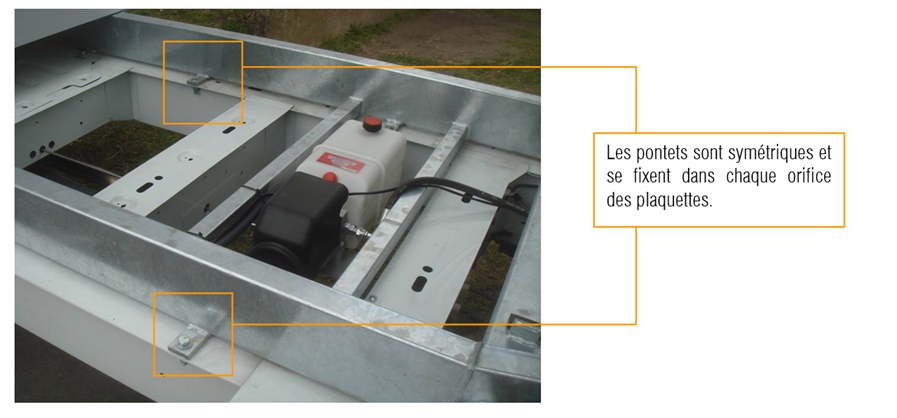 Les pontets sont symétriques et
se fixent dans chaque orifice
des plaquettes.